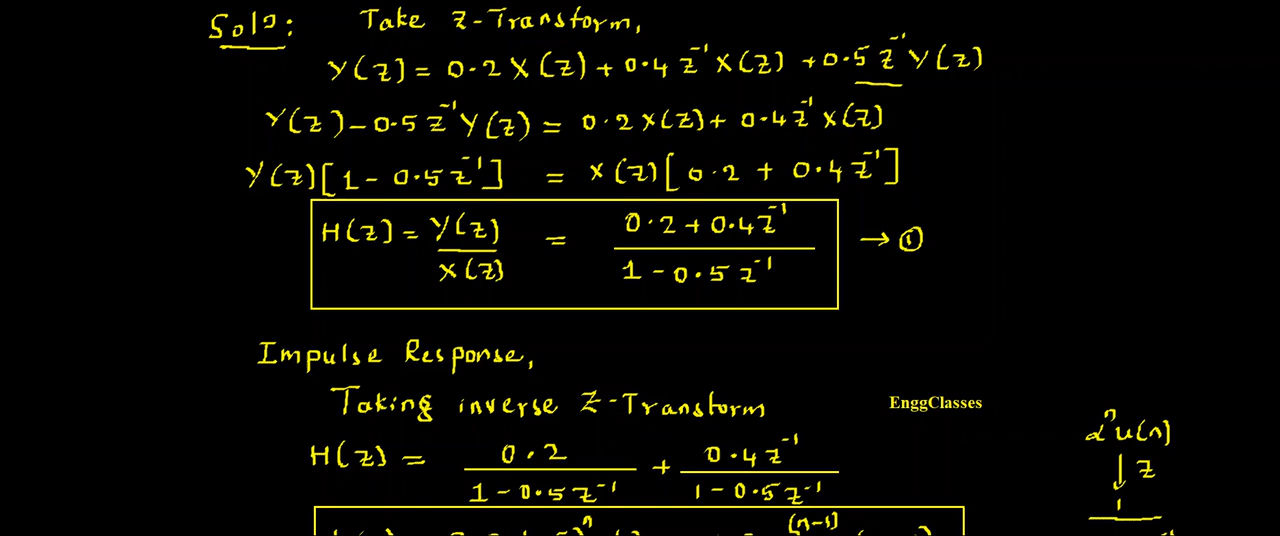 Soln: Take Z-Transform,
Y(Z) = 0.2 X(Z) + 0.4 Z⁻¹ X(Z) + 0.5 Z⁻¹ Y(Z)
Y(Z) - 0.5 Z⁻¹ Y(Z) = 0.2 X(Z) + 0.4 Z⁻¹ X(Z)
Y(Z) [1 - 0.5 Z⁻¹] = X(Z) [0.2 + 0.4 Z⁻¹]
H(Z) = Y(Z) / X(Z) = (0.2 + 0.4 Z⁻¹) / (1 - 0.5 Z⁻¹) → ①
Impulse Response,
Taking inverse Z-Transform
EnggClasses
H(Z) = 0.2 / (1 - 0.5 Z⁻¹) + 0.4 Z⁻¹ / (1 - 0.5 Z⁻¹)
αⁿ u(n)
↓ Z
1
n (n-1)